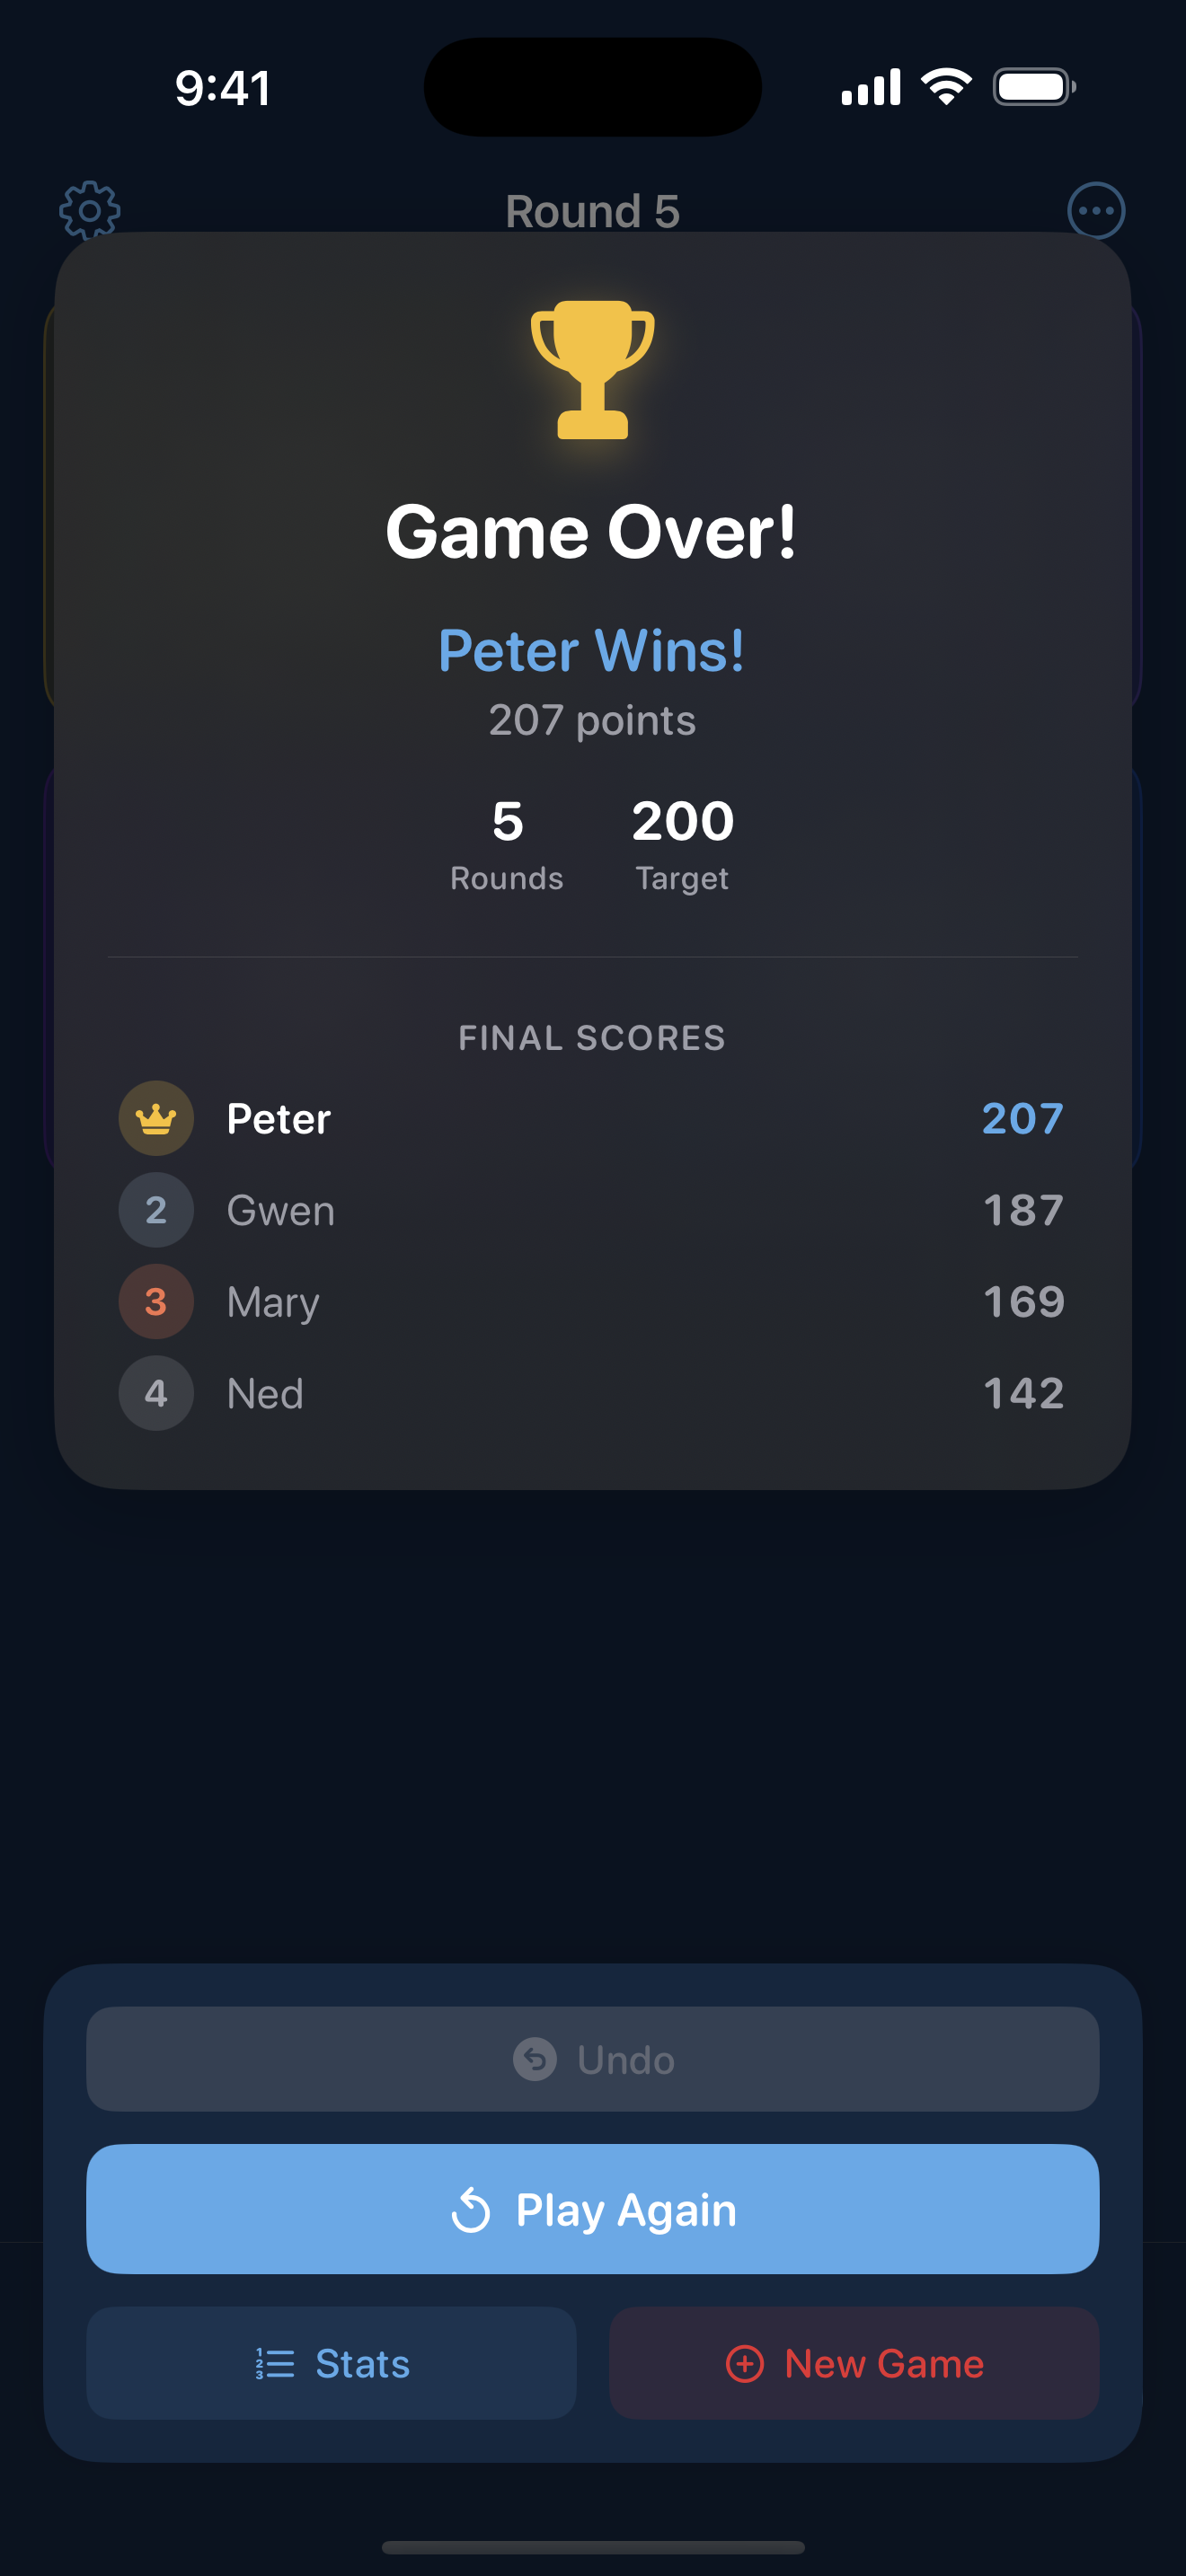 9:41
Round 5
Game Over!
Peter Wins!
207 points
5 200
Rounds Target
FINAL SCORES
Peter 207
2 Gwen 187
3 Mary 169
4 Ned 142
Undo
Play Again
Stats New Game